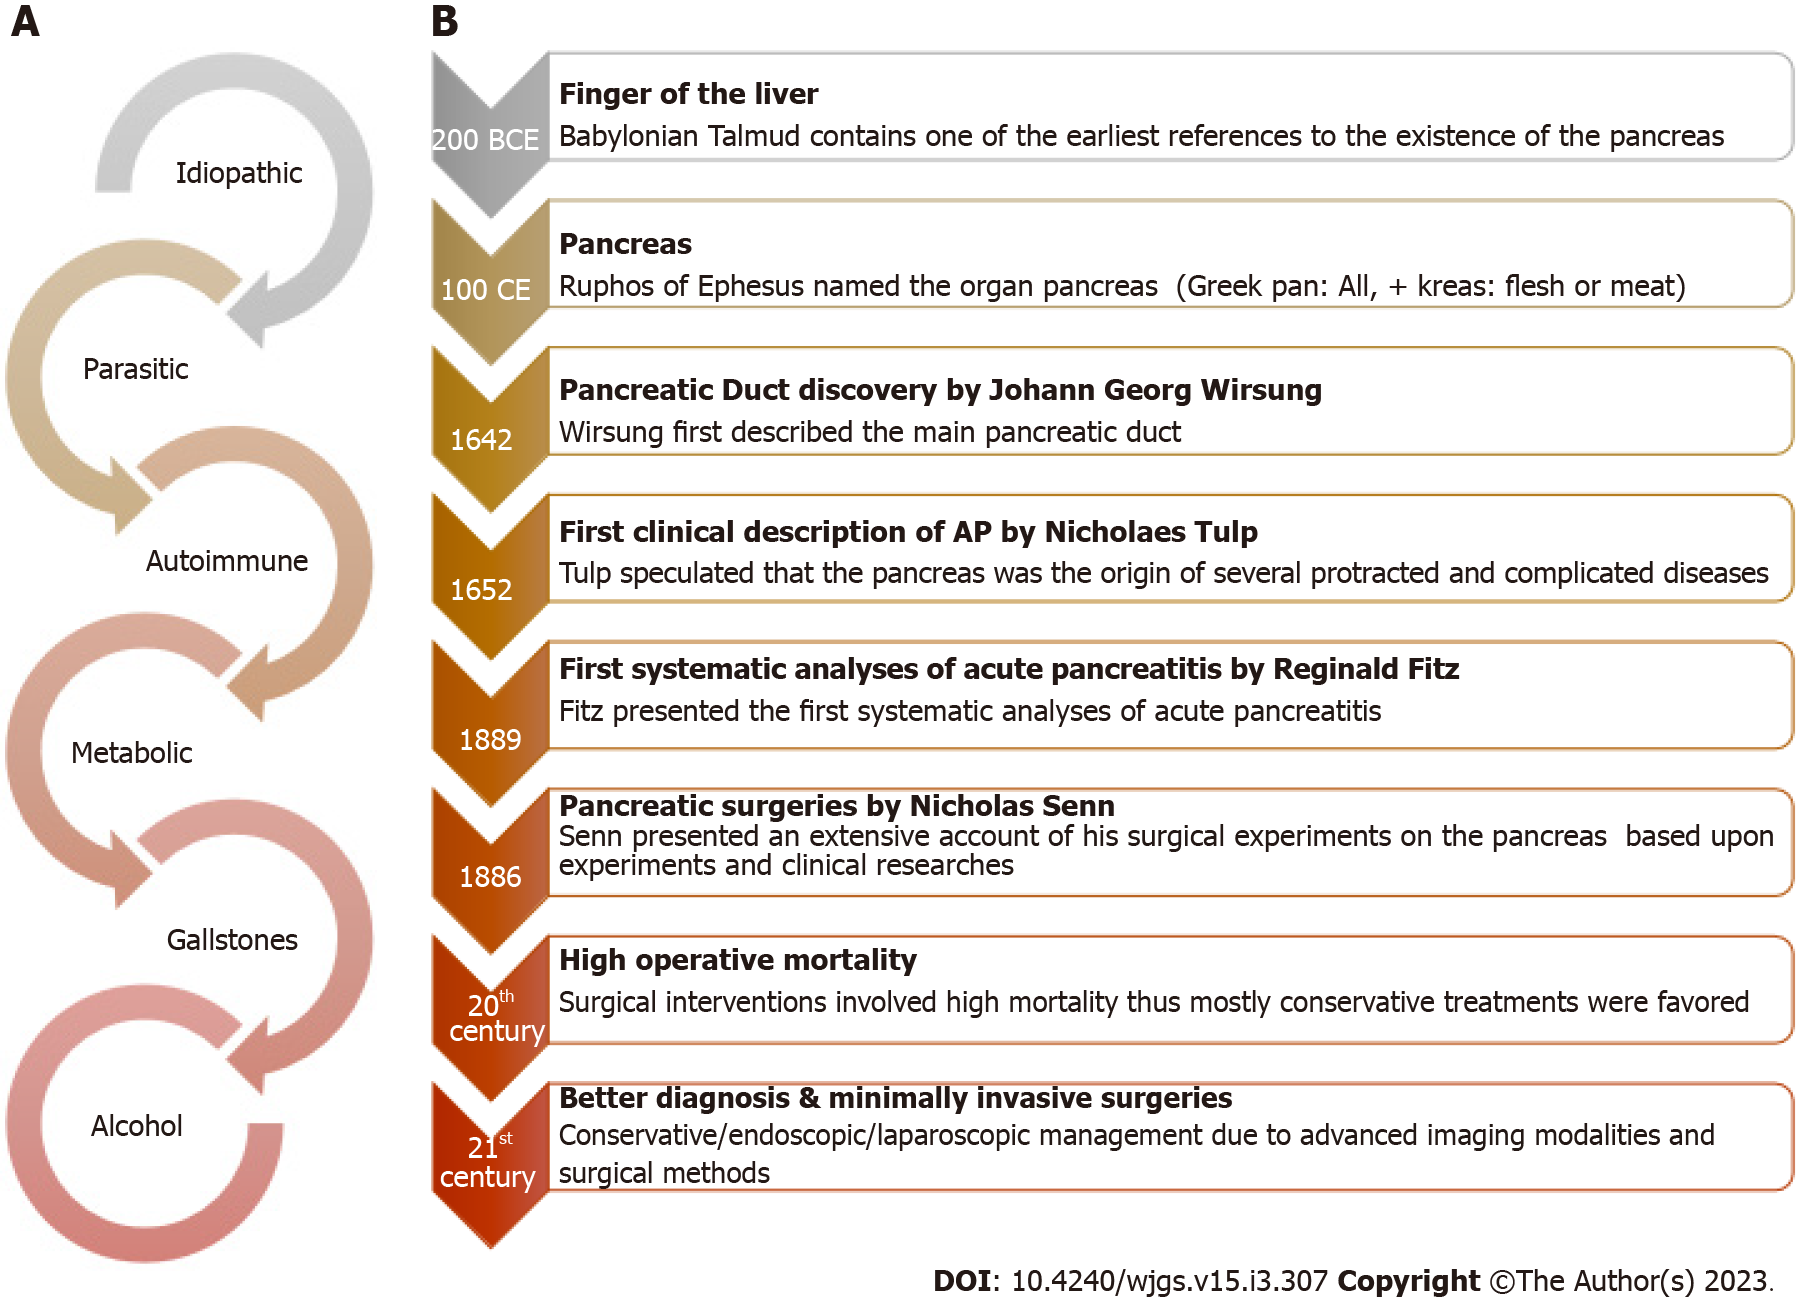 A
Idiopathic
Parasitic
Autoimmune
Metabolic
Gallstones
Alcohol
B
200 BCE
Finger of the liver
Babylonian Talmud contains one of the earliest references to the existence of the pancreas
100 CE
Pancreas
Ruphos of Ephesus named the organ pancreas (Greek pan: All, + kreas: flesh or meat)
1642
Pancreatic Duct discovery by Johann Georg Wirsung
Wirsung first described the main pancreatic duct
1652
First clinical description of AP by Nicholaes Tulp
Tulp speculated that the pancreas was the origin of several protracted and complicated diseases
1889
First systematic analyses of acute pancreatitis by Reginald Fitz
Fitz presented the first systematic analyses of acute pancreatitis
1886
Pancreatic surgeries by Nicholas Senn
Senn presented an extensive account of his surgical experiments on the pancreas based upon
experiments and clinical researches
20th
century
High operative mortality
Surgical interventions involved high mortality thus mostly conservative treatments were favored
21st
century
Better diagnosis & minimally invasive surgeries
Conservative/endoscopic/laparoscopic management due to advanced imaging modalities and
surgical methods
DOI: 10.4240/wjgs.v15.i3.307 Copyright ©The Author(s) 2023.